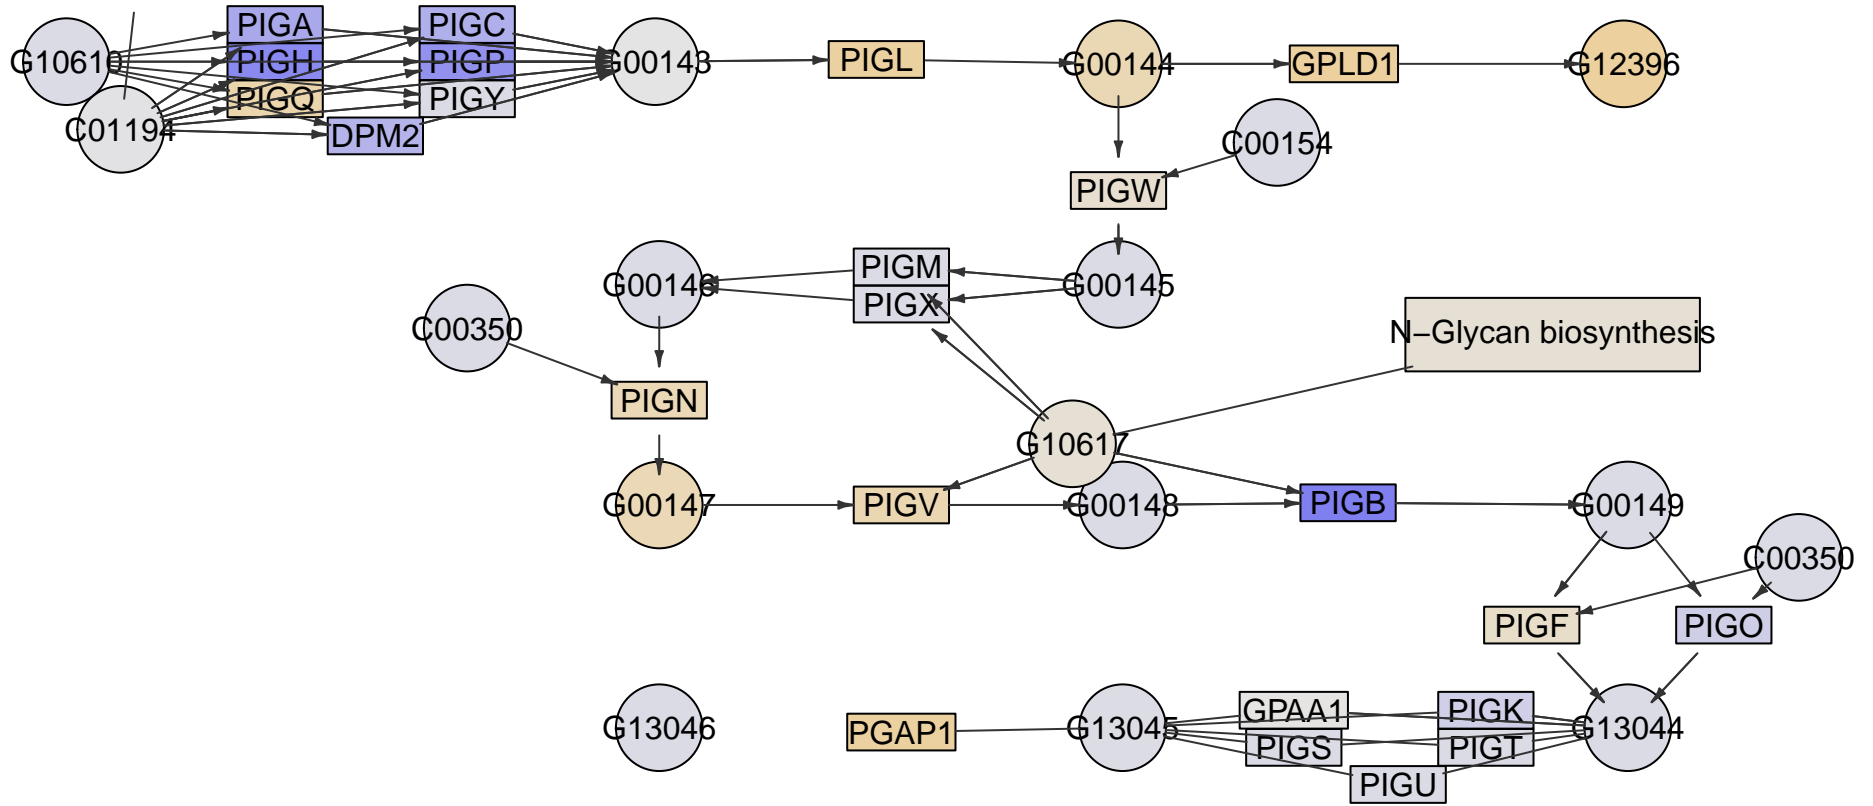 PIGA
PIGC
G10610
PIGH
PIGP
G00143
PIGL
G00144
GPLD1
G12396
PIGQ
PIGY
C01194
DPM2
C00154
PIGW
PIGM
G00146
G00145
PIGX
C00350
N−Glycan biosynthesis
PIGN
G10617
G00147
PIGV
G00148
PIGB
G00149
C00350
PIGF
PIGO
GPAA1
PIGK
G13046
PGAP1
G13045
G13044
PIGS
PIGT
PIGU